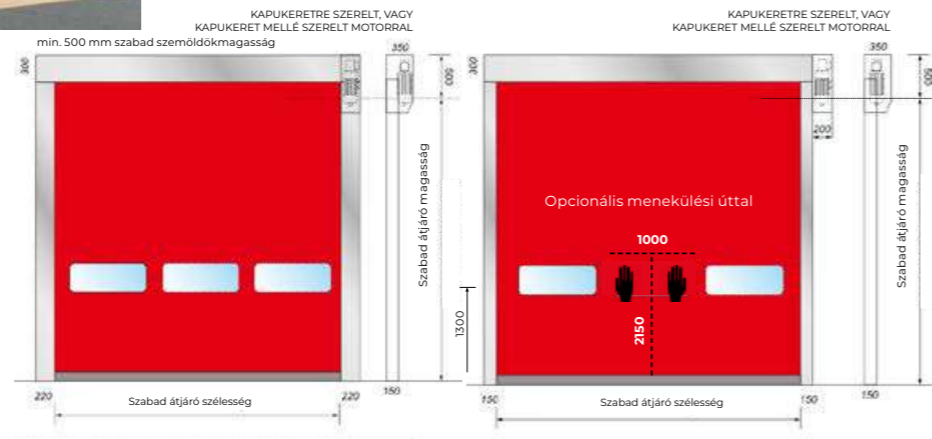 KAPUKERETRE SZERELT, VAGY
KAPUKERET MELLÉ SZERELT MOTORRAL
min. 500 mm szabad szemöldökmagasság
300
350
500
Szabad átjáró magasság
1300
220
Szabad átjáró szélesség
220
150
KAPUKERETRE SZERELT, VAGY
KAPUKERET MELLÉ SZERELT MOTORRAL
300
350
500
200
Szabad átjáró magasság
Opcionális menekülési úttal
1000
2150
150
Szabad átjáró szélesség
150
150